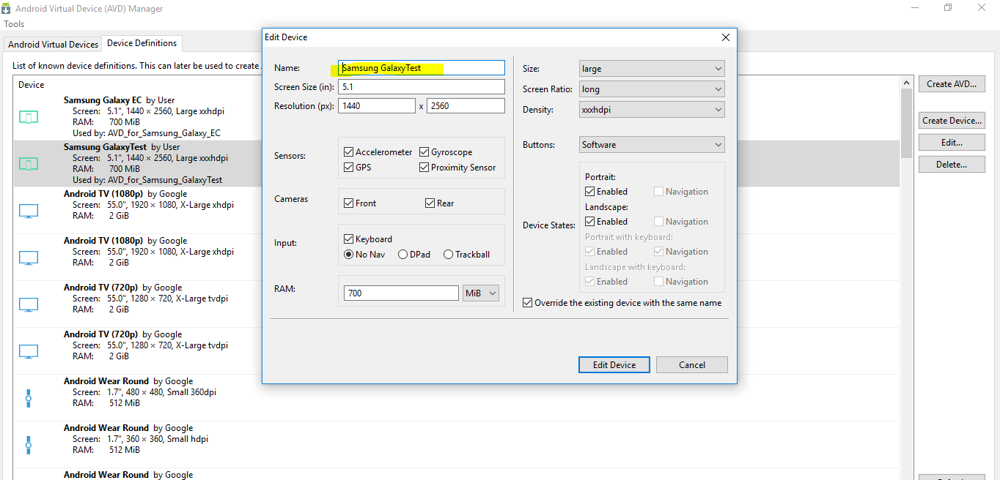 Android Virtual Device (AVD) Manager
Tools
Android Virtual Devices
Device Definitions
List of known device definitions. This can later be used to create
Device
Samsung Galaxy EC by User
Screen: 5.1", 1440 × 2560, Large xxhdpi
RAM: 700 MiB
Used by: AVD_for_Samsung_Galaxy_EC
Samsung GalaxyTest by User
Screen: 5.1", 1440 × 2560, Large xxxhdpi
RAM: 700 MiB
Used by: AVD_for_Samsung_GalaxyTest
Android TV (1080p) by Google
Screen: 55.0", 1920 × 1080, X-Large xhdpi
RAM: 2 GiB
Android TV (1080p) by Google
Screen: 55.0", 1920 × 1080, X-Large xhdpi
RAM: 2 GiB
Android TV (720p) by Google
Screen: 55.0", 1280 × 720, X-Large tvdpi
RAM: 2 GiB
Android TV (720p) by Google
Screen: 55.0", 1280 × 720, X-Large tvdpi
RAM: 2 GiB
Android Wear Round by Google
Screen: 1.7", 480 × 480, Small 360dpi
RAM: 512 MiB
Android Wear Round by Google
Screen: 1.7", 360 × 360, Small hdpi
RAM: 512 MiB
Android Wear Round by Google
Edit Device
Name: Samsung GalaxyTest
Screen Size (in): 5.1
Resolution (px): 1440 x 2560
Sensors:
Accelerometer Gyroscope
GPS Proximity Sensor
Cameras
Front Rear
Input:
Keyboard
No Nav DPad Trackball
RAM:
700 MiB
Size: large
Screen Ratio: long
Density: xxxhdpi
Buttons: Software
Device States:
Portrait:
Enabled Navigation
Landscape:
Enabled Navigation
Portrait with keyboard:
Enabled Navigation
Landscape with keyboard:
Enabled Navigation
Override the existing device with the same name
Edit Device
Cancel
Create AVD...
Create Device...
Edit...
Delete...